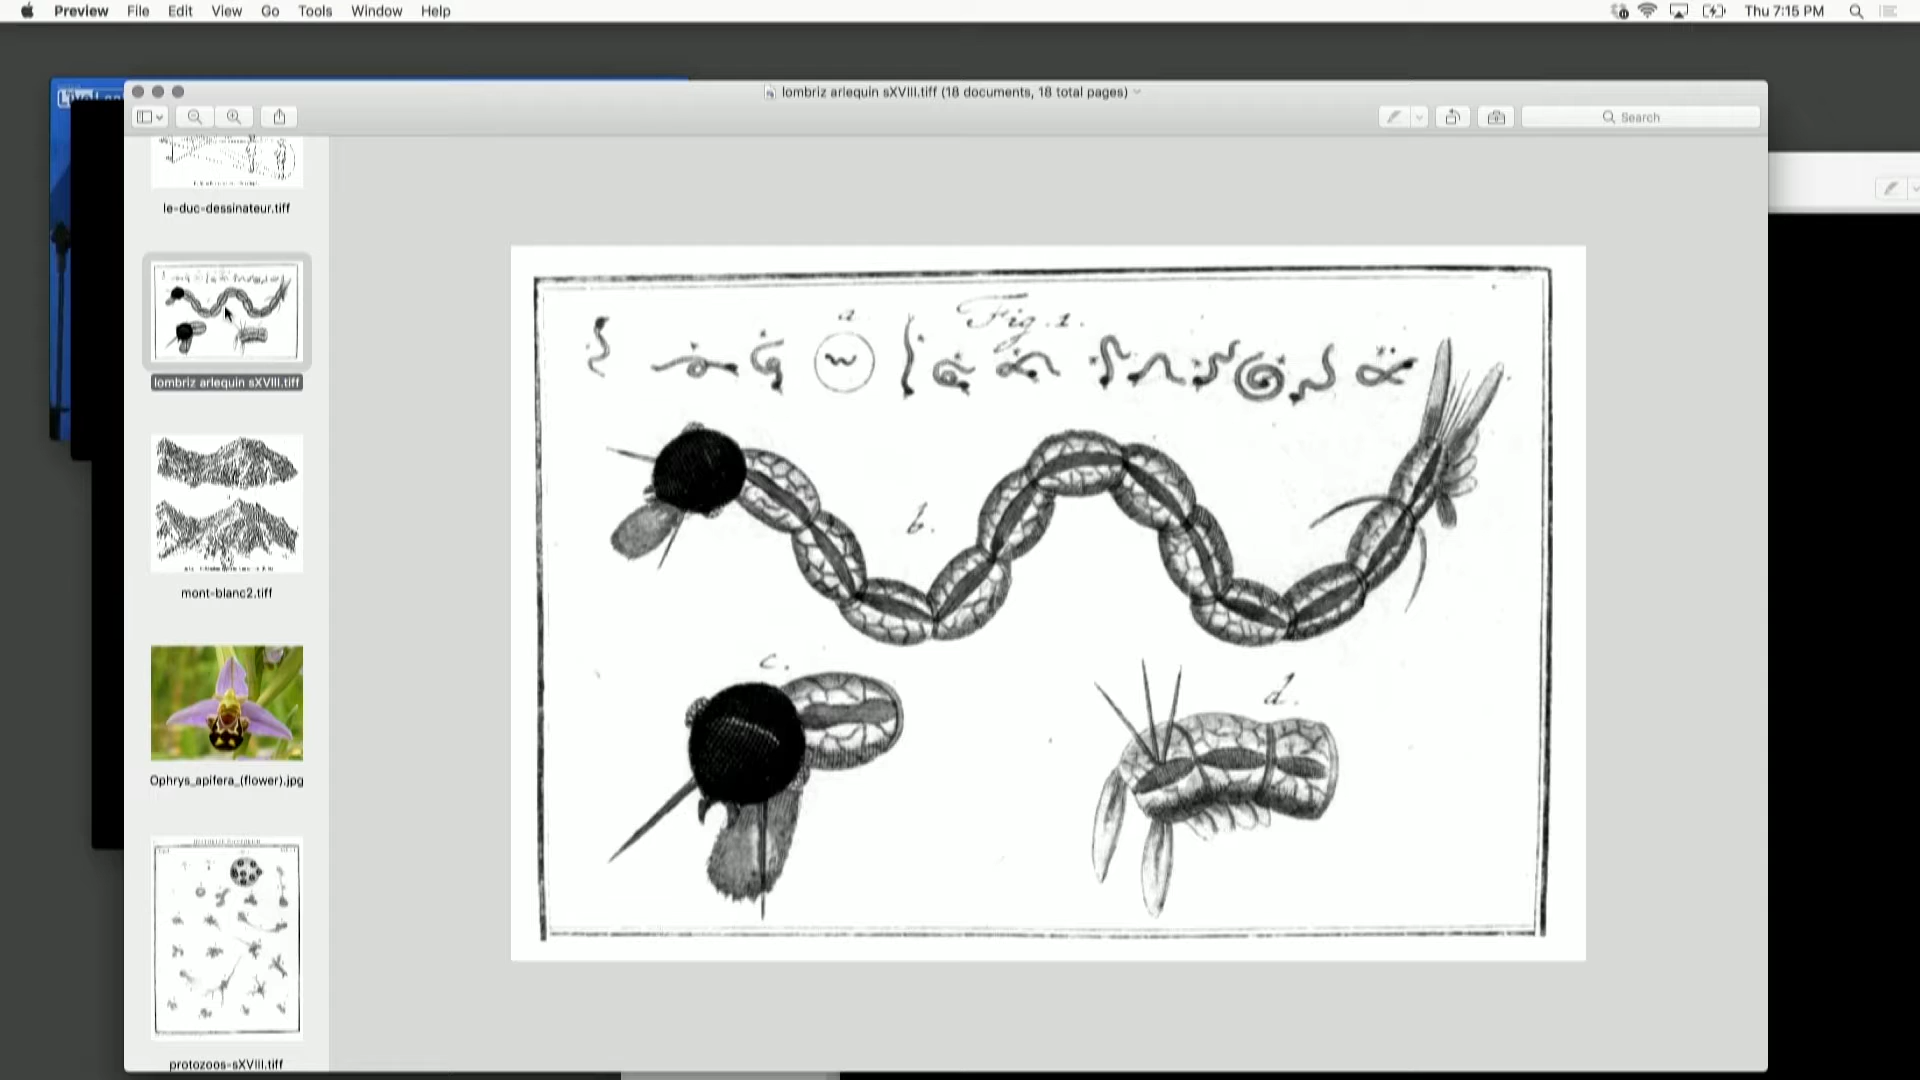 Preview File Edit View Go Tools Window Help
Thu 7:15 PM
lombriz arlequin sXVIII.tiff (18 documents, 18 total pages)
Search
le-duc-dessinateur.tiff
lombriz arlequin sXVIII.tiff
mont-blanc2.tiff
Ophrys_apifera_(flower).jpg
protozoos-sXVIII.tiff
Fig. 1.
a
b.
c.
d.